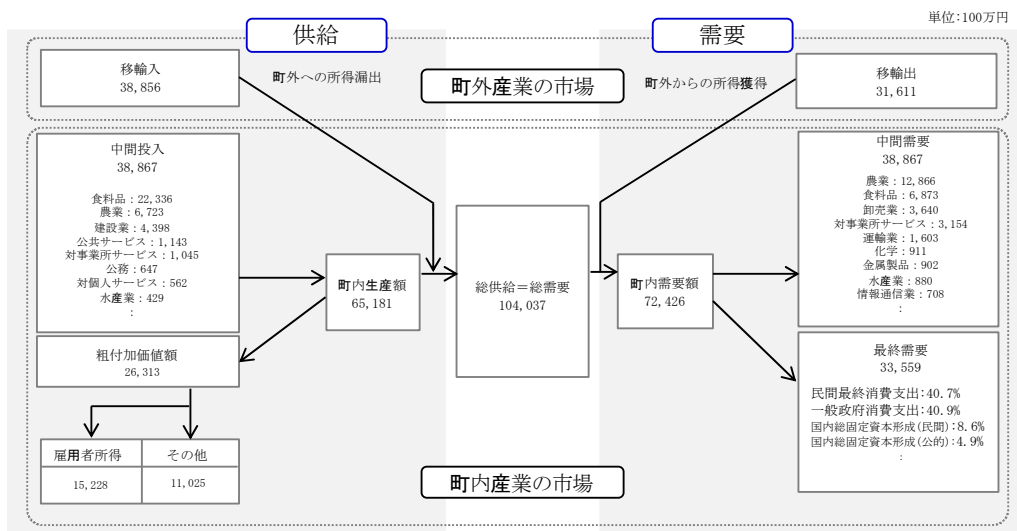 単位:100万円
供給
需要
移輸入
38,856
町外への所得漏出
町外産業の市場
町外からの所得獲得
移輸出
31,611
中間投入
38,867
食料品：22,336
農業：6,723
建設業：4,398
公共サービス：1,143
対事業所サービス：1,045
公務：647
対個人サービス：562
水産業：429
：
町内生産額
65,181
総供給＝総需要
104,037
町内需要額
72,426
中間需要
38,867
農業：12,866
食料品：6,873
卸売業：3,640
対事業所サービス：3,154
運輸業：1,603
化学：911
金属製品：902
水産業：880
情報通信業：708
：
粗付加価値額
26,313
最終需要
33,559
民間最終消費支出:40.7%
一般政府消費支出:40.9%
国内総固定資本形成(民間):8.6%
国内総固定資本形成(公的):4.9%
：
雇用者所得
その他
15,228
11,025
町内産業の市場